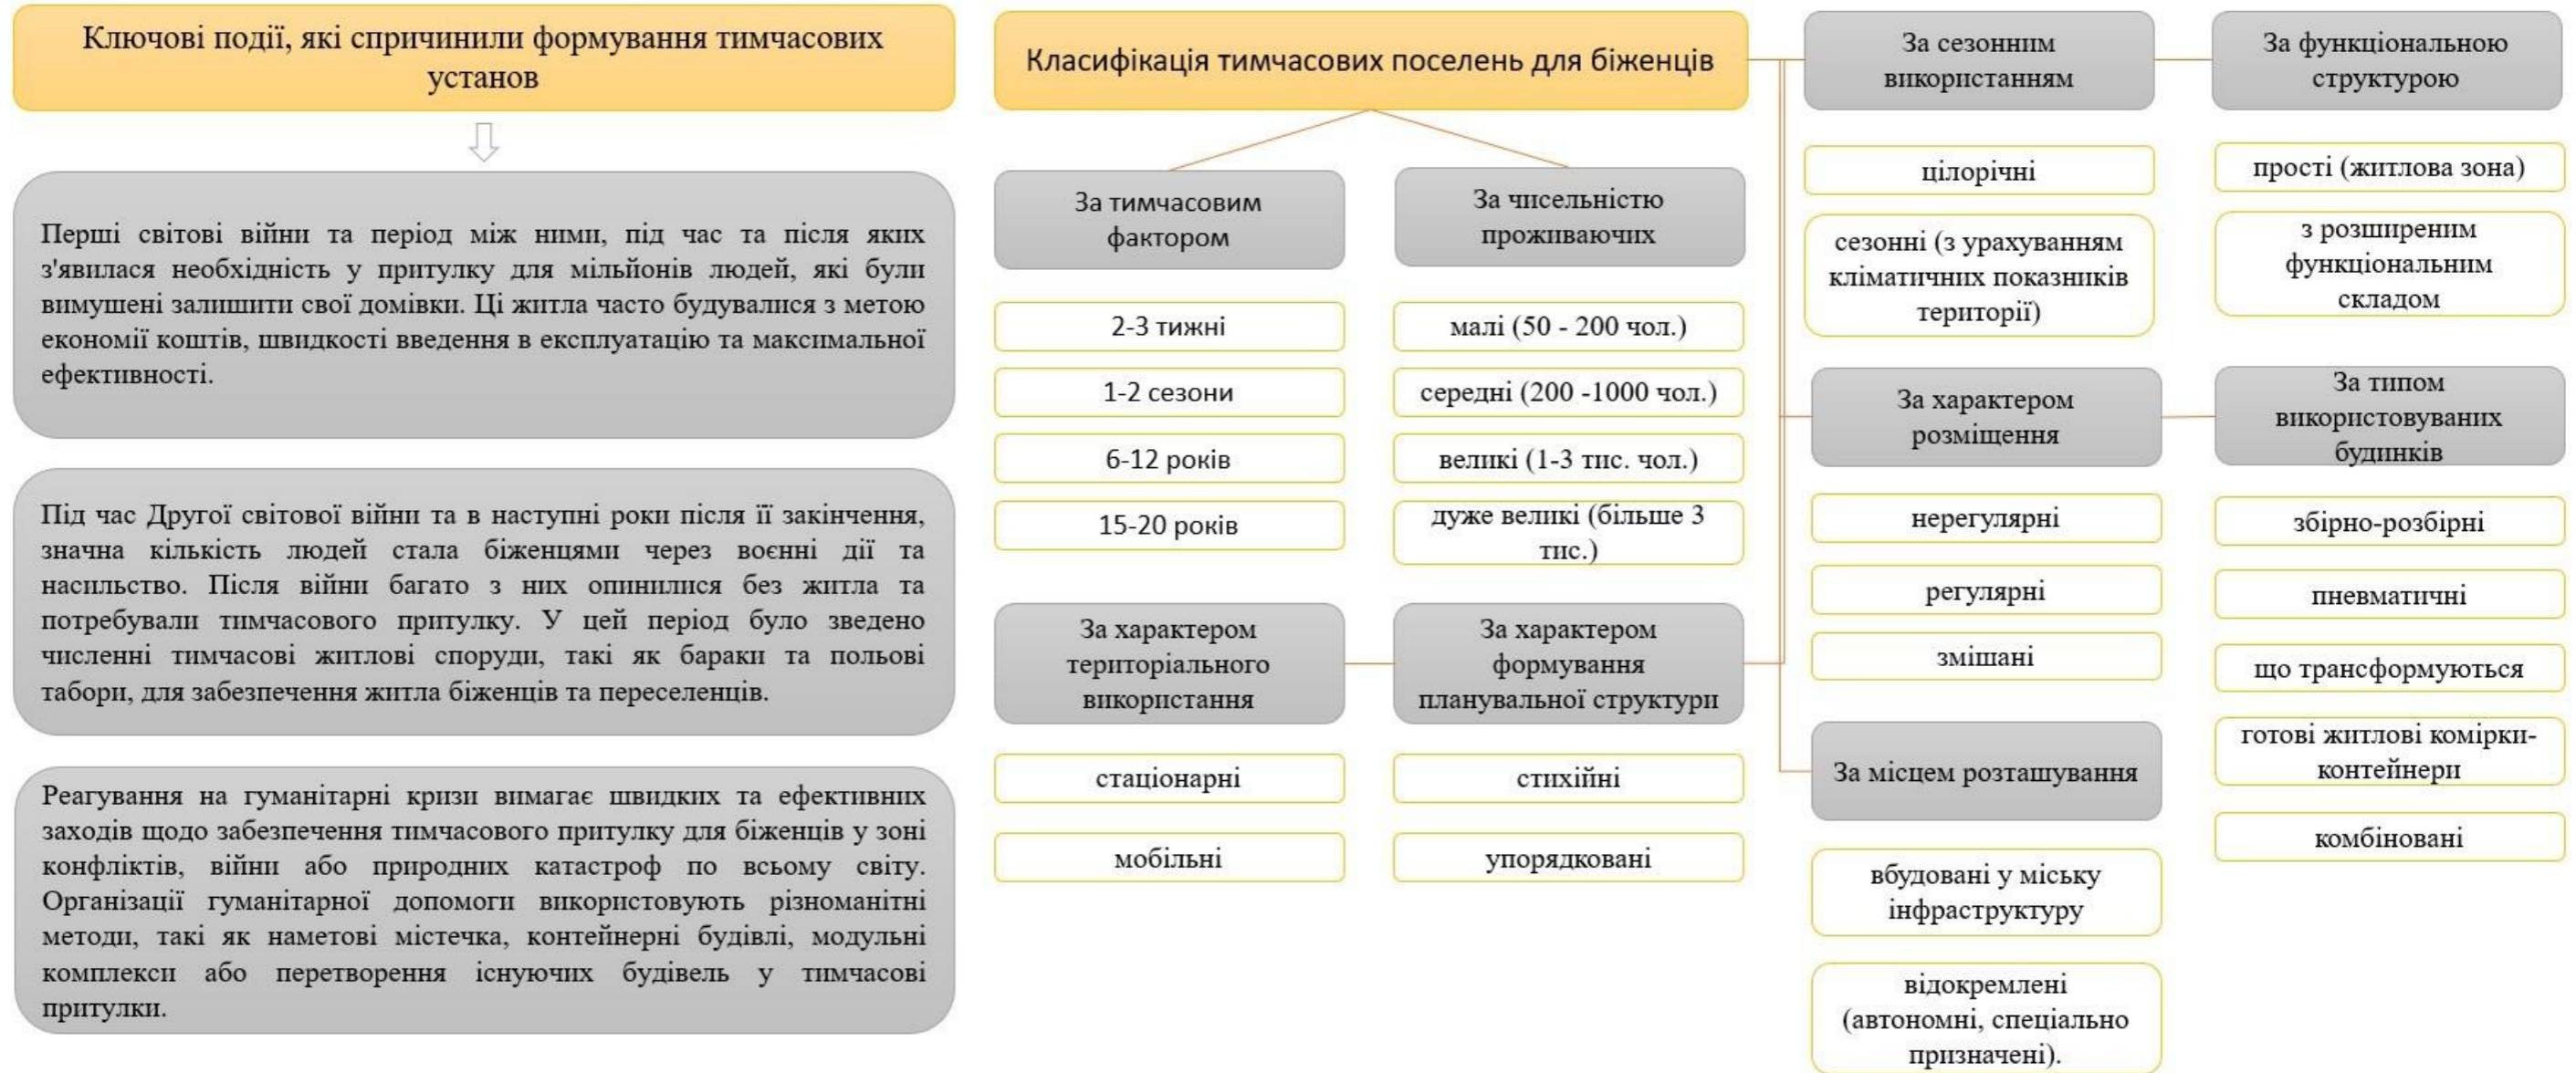 Ключові події, які спричинили формування тимчасових
установ
Перші світові війни та період між ними, під час та після яких
з'явилася необхідність у притулку для мільйонів людей, які були
вимушені залишити свої домівки. Ці житла часто будувалися з метою
економії коштів, швидкості введення в експлуатацію та максимальної
ефективності.
Під час Другої світової війни та в наступні роки після її закінчення,
значна кількість людей стала біженцями через воєнні дії та
насильство. Після війни багато з них опинилися без житла та
потребували тимчасового притулку. У цей період було зведено
численні тимчасові житлові споруди, такі як бараки та польові
табори, для забезпечення житла біженців та переселенців.
Реагування на гуманітарні кризи вимагає швидких та ефективних
заходів щодо забезпечення тимчасового притулку для біженців у зоні
конфліктів, війни або природних катастроф по всьому світу.
Організації гуманітарної допомоги використовують різноманітні
методи, такі як наметові містечка, контейнерні будівлі, модульні
комплекси або перетворення існуючих будівель у тимчасові
притулки.
Класифікація тимчасових поселень для біженців
За тимчасовим
фактором
2-3 тижні
1-2 сезони
6-12 років
15-20 років
За чисельністю
проживаючих
малі (50 - 200 чол.)
середні (200 -1000 чол.)
великі (1-3 тис. чол.)
дуже великі (більше 3
тис.)
За характером
територіального
використання
стаціонарні
мобільні
За характером
формування
планувальної структури
стихійні
упорядковані
За сезонним
використанням
цілорічні
сезонні (з урахуванням
кліматичних показників
території)
За функціональною
структурою
прості (житлова зона)
з розширеним
функціональним
складом
За характером
розміщення
нерегулярні
регулярні
змішані
За типом
використовуваних
будинків
збірно-розбірні
пневматичні
що трансформуються
готові житлові комірки-
контейнери
комбіновані
За місцем розташування
вбудовані у міську
інфраструктуру
відокремлені
(автономні, спеціально
призначені).